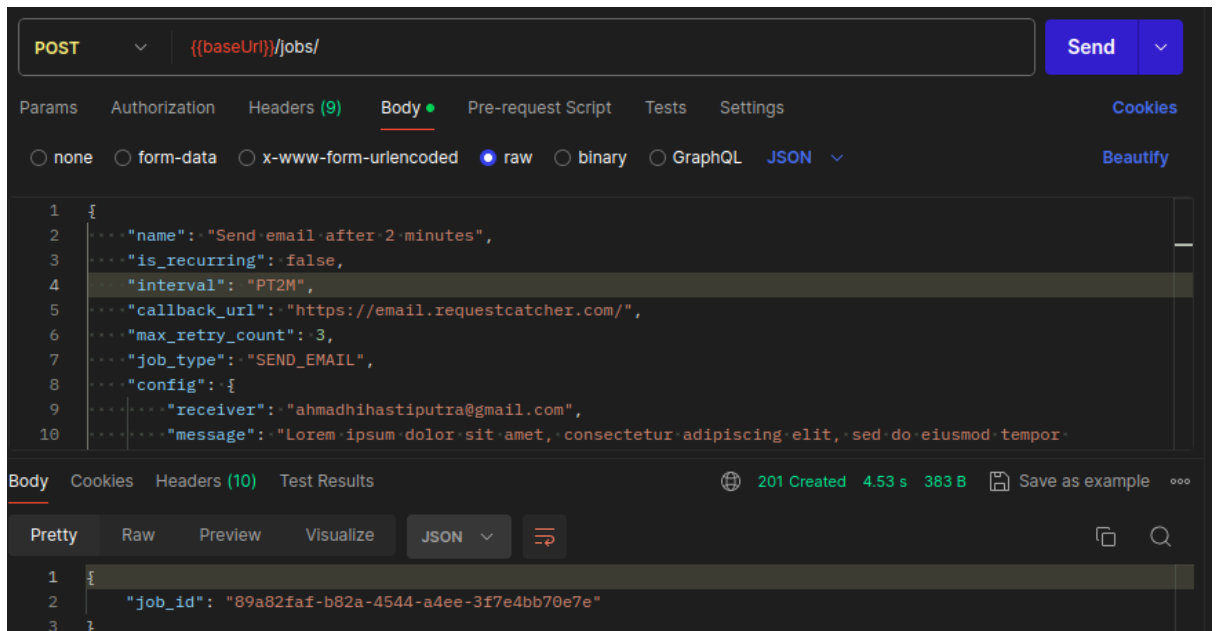 POST {{baseUrl}}/jobs/ Send
Params Authorization Headers (9) Body Pre-request Script Tests Settings Cookies
none form-data x-www-form-urlencoded raw binary GraphQL JSON Beautify
1 {
2 "name": "Send email after 2 minutes",
3 "is_recurring": false,
4 "interval": "PT2M",
5 "callback_url": "https://email.requestcatcher.com/",
6 "max_retry_count": 3,
7 "job_type": "SEND_EMAIL",
8 "config": {
9 "receiver": "ahmadhihastiputra@gmail.com",
10 "message": "Lorem ipsum dolor sit amet, consectetur adipiscing elit, sed do eiusmod tempor
Body Cookies Headers (10) Test Results 201 Created 4.53 s 383 B Save as example
Pretty Raw Preview Visualize JSON
1 {
2 "job_id": "89a82faf-b82a-4544-a4ee-3f7e4bb70e7e"
3 }